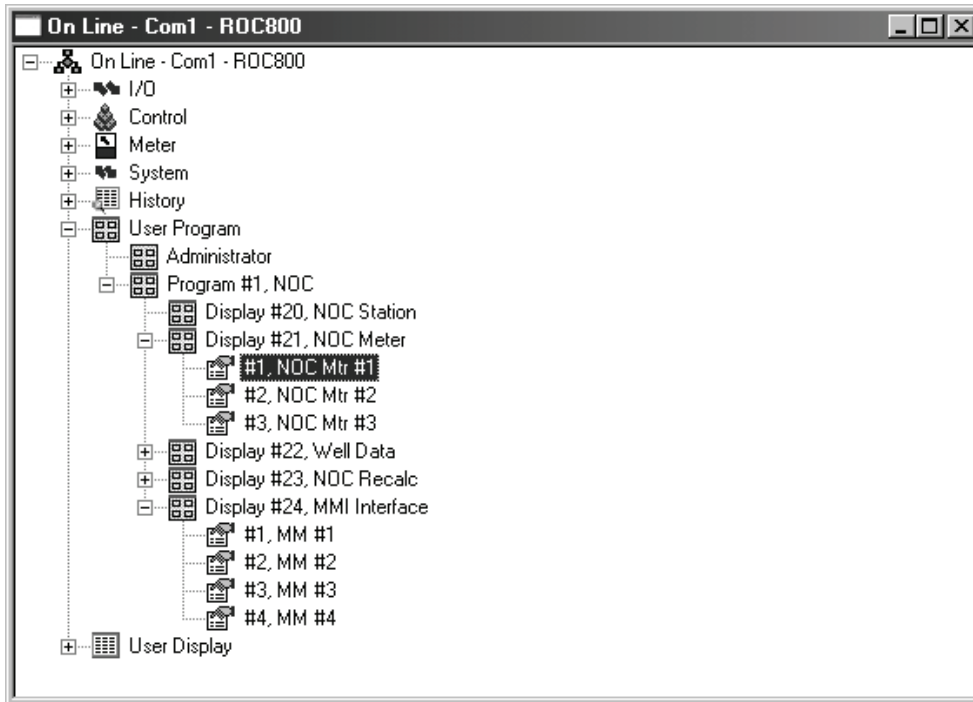 On Line - Com1 - ROC800
On Line - Com1 - ROC800
I/O
Control
Meter
System
History
User Program
Administrator
Program #1, NOC
Display #20, NOC Station
Display #21, NOC Meter
#1, NOC Mtr #1
#2, NOC Mtr #2
#3, NOC Mtr #3
Display #22, Well Data
Display #23, NOC Recalc
Display #24, MMI Interface
#1, MM #1
#2, MM #2
#3, MM #3
#4, MM #4
User Display